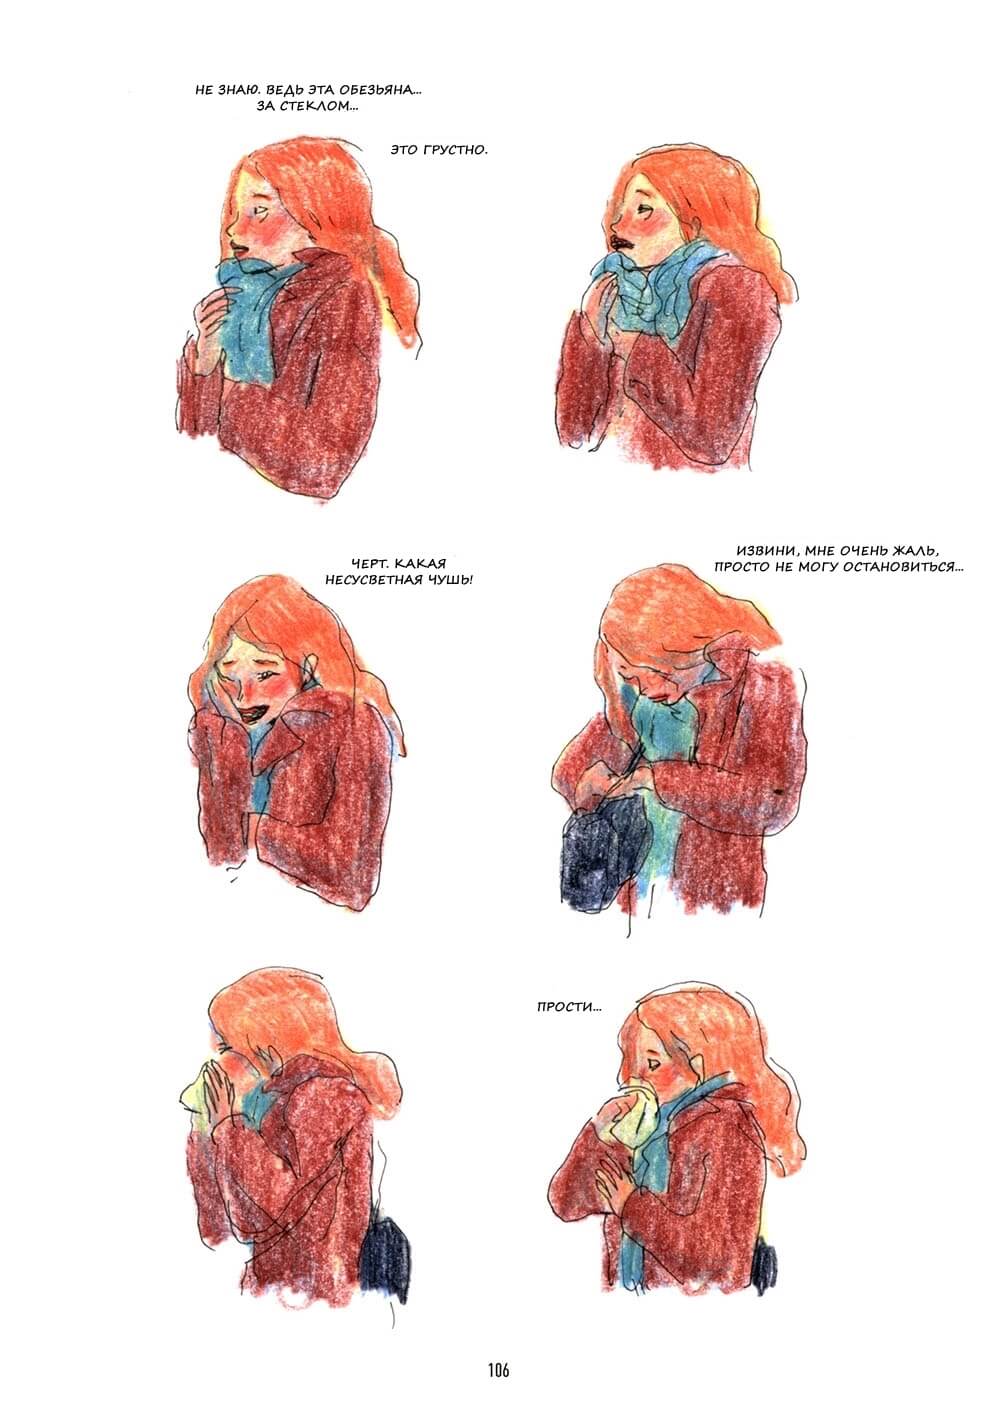 НЕ ЗНАЮ. ВЕДЬ ЭТА ОБЕЗЬЯНА...
ЗА СТЕКЛОМ...
ЭТО ГРУСТНО.
ЧЕРТ. КАКАЯ
НЕСУСВЕТНАЯ ЧУШЬ!
ИЗВИНИ, МНЕ ОЧЕНЬ ЖАЛЬ,
ПРОСТО НЕ МОГУ ОСТАНОВИТЬСЯ...
ПРОСТИ...
106